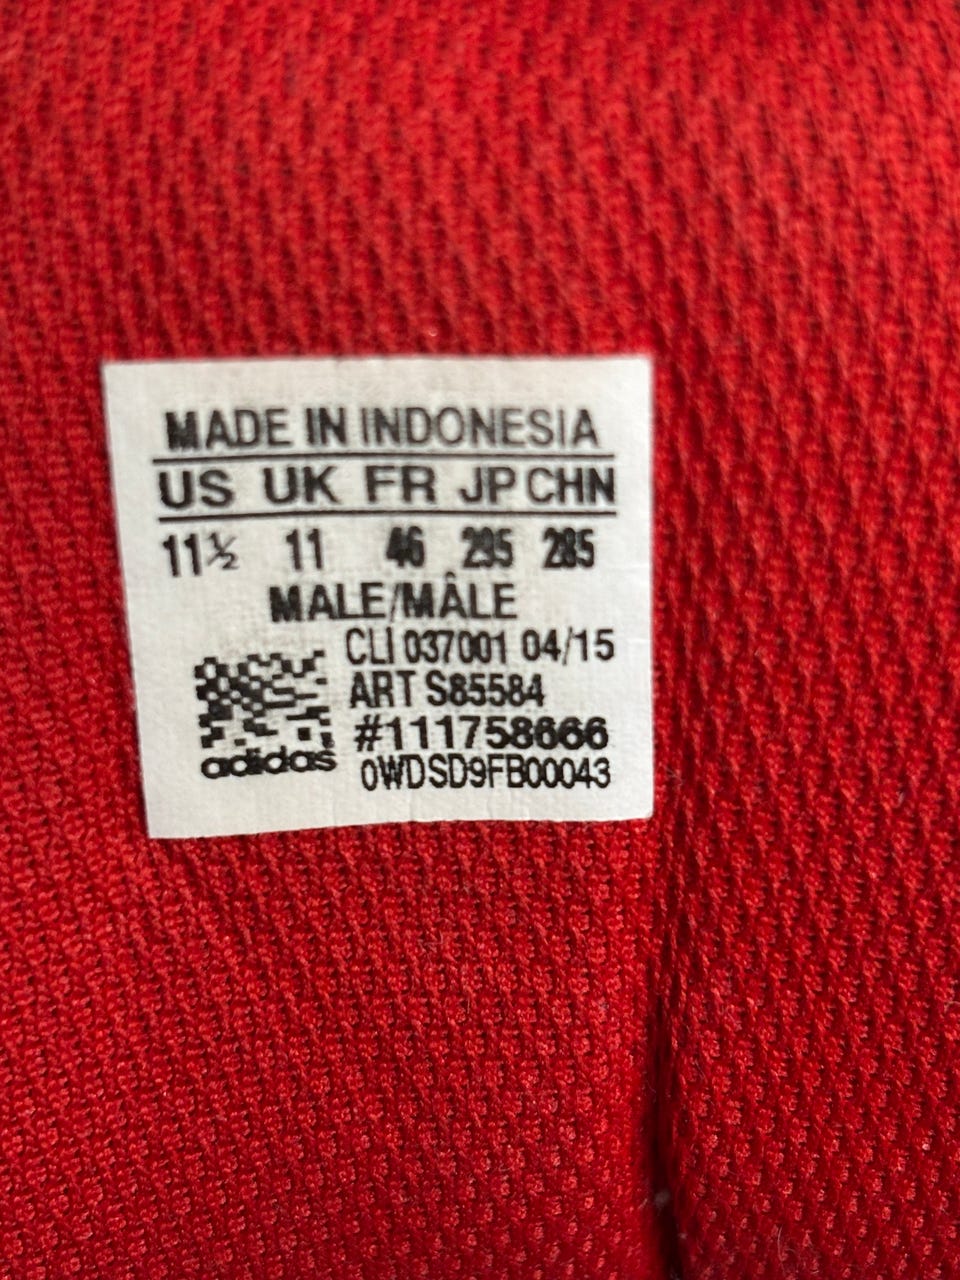 MADE IN INDONESIA
US UK FR JP CHN
11½ 11 46 295 285
MALE/MÂLE
CLI 037001 04/15
ART S85584
#111758666
adidas 0WDSD9FB00043